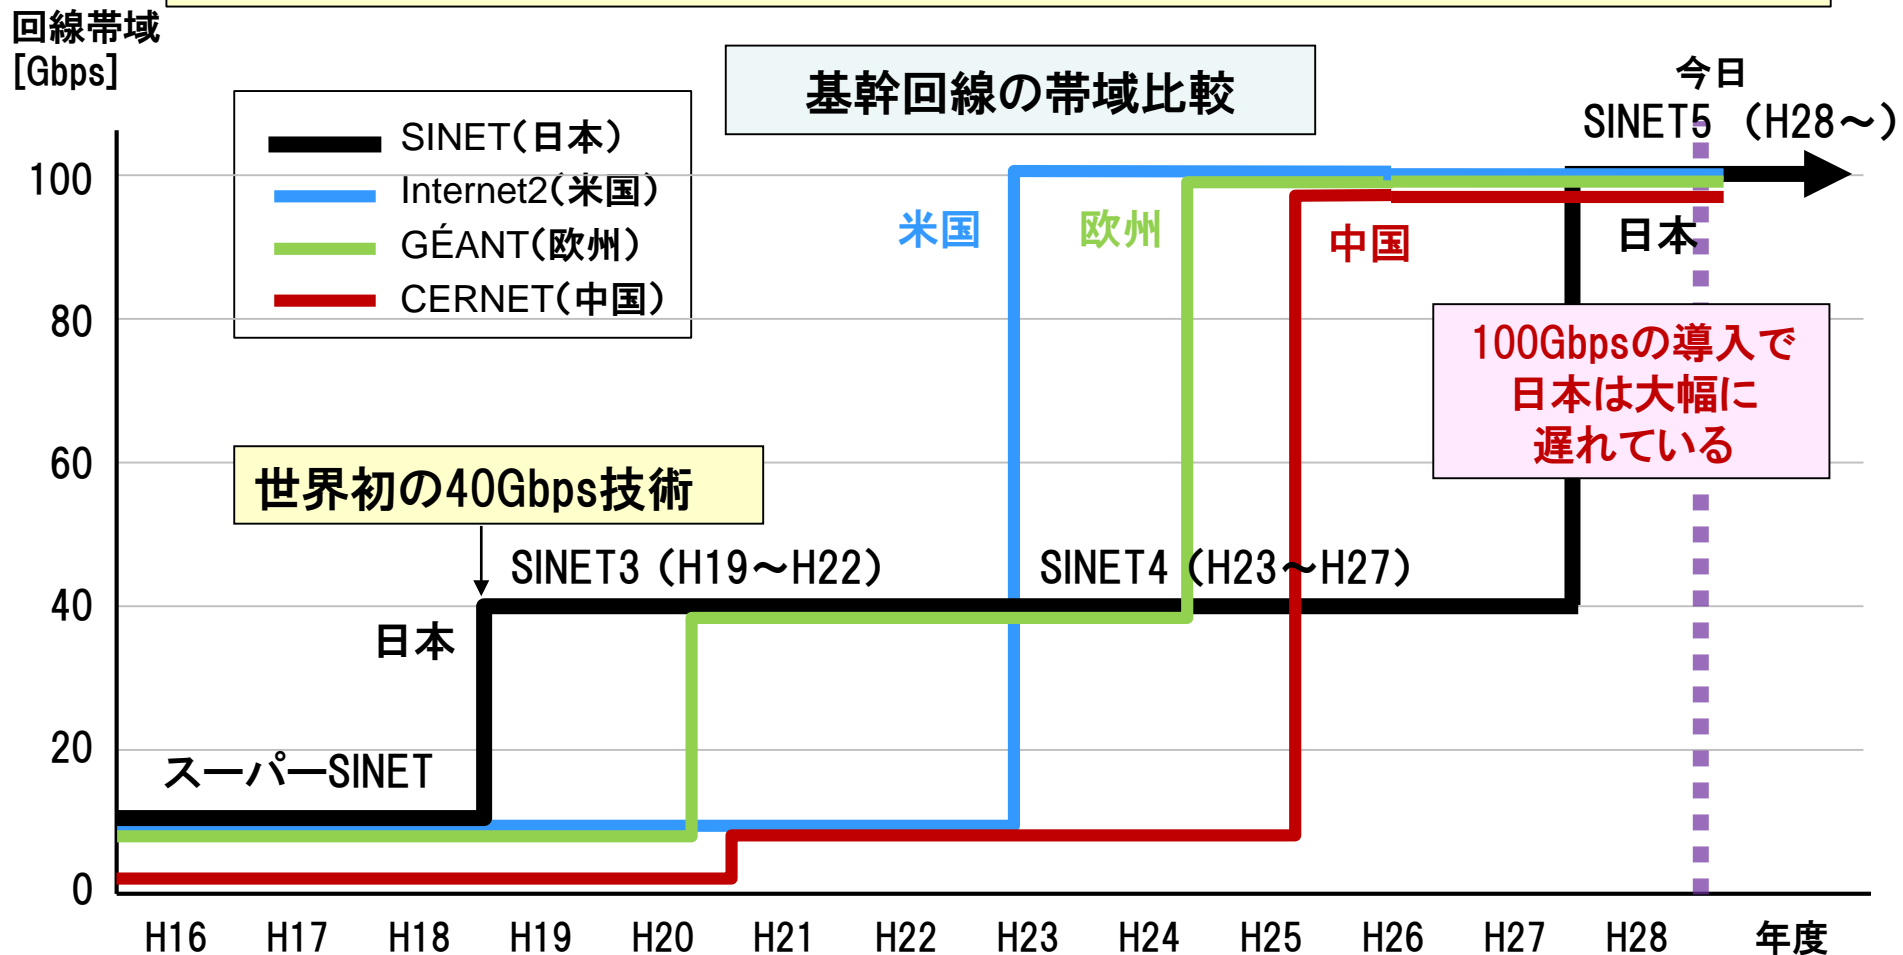 回線帯域
[Gbps]
基幹回線の帯域比較
今日
SINET5 （H28～）
SINET（日本）
Internet2（米国）
GÉANT（欧州）
CERNET（中国）
100
80
60
40
20
0
米国
欧州
中国
日本
100Gbpsの導入で
日本は大幅に
遅れている
世界初の40Gbps技術
SINET3（H19～H22）
SINET4（H23～H27）
日本
スーパーSINET
H16 H17 H18 H19 H20 H21 H22 H23 H24 H25 H26 H27 H28 年度